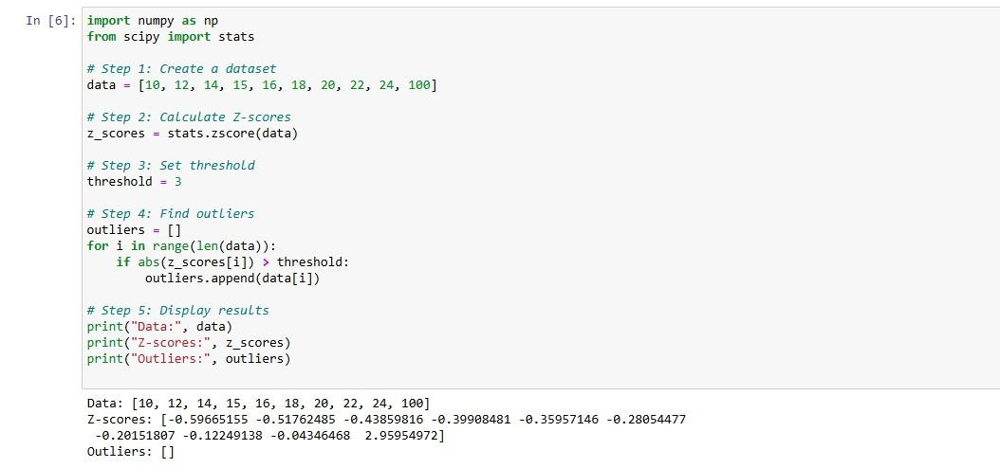 In [6]: import numpy as np
from scipy import stats
# Step 1: Create a dataset
data = [10, 12, 14, 15, 16, 18, 20, 22, 24, 100]
# Step 2: Calculate Z-scores
z_scores = stats.zscore(data)
# Step 3: Set threshold
threshold = 3
# Step 4: Find outliers
outliers = []
for i in range(len(data)):
    if abs(z_scores[i]) > threshold:
        outliers.append(data[i])
# Step 5: Display results
print("Data:", data)
print("Z-scores:", z_scores)
print("Outliers:", outliers)
Data: [10, 12, 14, 15, 16, 18, 20, 22, 24, 100]
Z-scores: [-0.59665155 -0.51762485 -0.43859816 -0.39908481 -0.35957146 -0.28054477
 -0.20151807 -0.12249138 -0.04346468  2.95954972]
Outliers: []